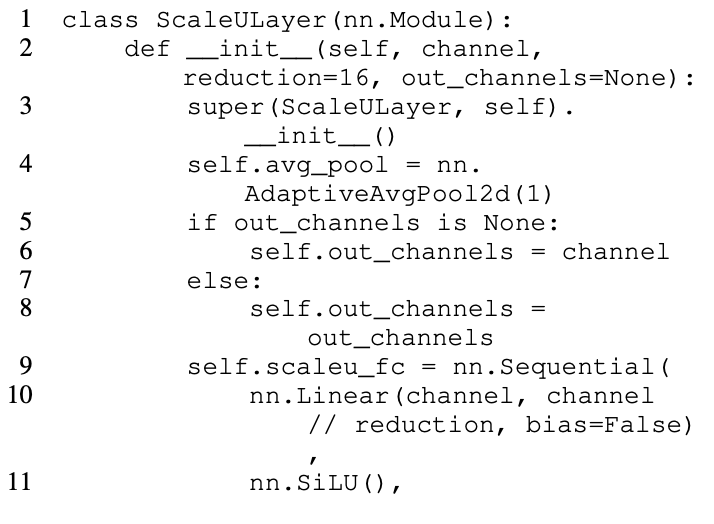 1 class ScaleULayer(nn.Module):
2     def __init__(self, channel,
            reduction=16, out_channels=None):
3         super(ScaleULayer, self).
            __init__()
4         self.avg_pool = nn.
            AdaptiveAvgPool2d(1)
5         if out_channels is None:
6             self.out_channels = channel
7         else:
8             self.out_channels =
                out_channels
9         self.scaleu_fc = nn.Sequential(
10             nn.Linear(channel, channel
                // reduction, bias=False)
                ,
11             nn.SiLU(),